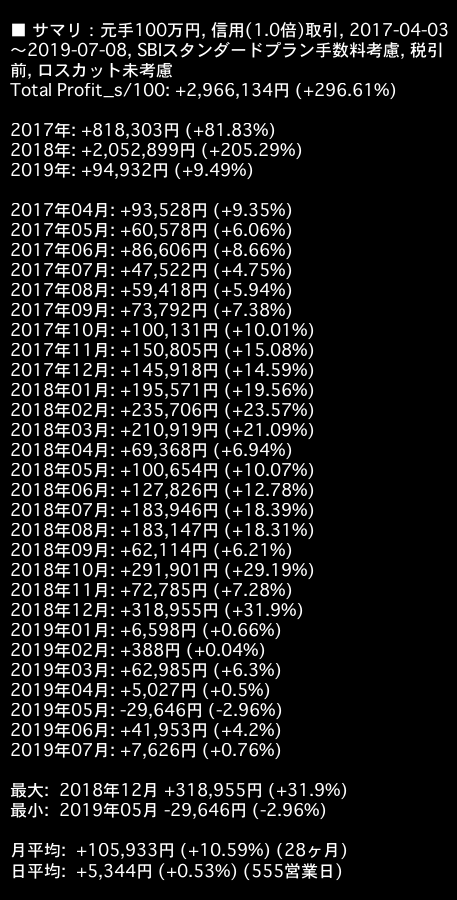 ■ サマリ：元手100万円, 信用(1.0倍)取引, 2017-04-03
～2019-07-08, SBIスタンダードプラン手数料考慮, 税引
前, ロスカット未考慮
Total Profit_s/100: +2,966,134円 (+296.61%)
2017年: +818,303円 (+81.83%)
2018年: +2,052,899円 (+205.29%)
2019年: +94,932円 (+9.49%)
2017年04月: +93,528円 (+9.35%)
2017年05月: +60,578円 (+6.06%)
2017年06月: +86,606円 (+8.66%)
2017年07月: +47,522円 (+4.75%)
2017年08月: +59,418円 (+5.94%)
2017年09月: +73,792円 (+7.38%)
2017年10月: +100,131円 (+10.01%)
2017年11月: +150,805円 (+15.08%)
2017年12月: +145,918円 (+14.59%)
2018年01月: +195,571円 (+19.56%)
2018年02月: +235,706円 (+23.57%)
2018年03月: +210,919円 (+21.09%)
2018年04月: +69,368円 (+6.94%)
2018年05月: +100,654円 (+10.07%)
2018年06月: +127,826円 (+12.78%)
2018年07月: +183,946円 (+18.39%)
2018年08月: +183,147円 (+18.31%)
2018年09月: +62,114円 (+6.21%)
2018年10月: +291,901円 (+29.19%)
2018年11月: +72,785円 (+7.28%)
2018年12月: +318,955円 (+31.9%)
2019年01月: +6,598円 (+0.66%)
2019年02月: +388円 (+0.04%)
2019年03月: +62,985円 (+6.3%)
2019年04月: +5,027円 (+0.5%)
2019年05月: -29,646円 (-2.96%)
2019年06月: +41,953円 (+4.2%)
2019年07月: +7,626円 (+0.76%)
最大: 2018年12月 +318,955円 (+31.9%)
最小: 2019年05月 -29,646円 (-2.96%)
月平均: +105,933円 (+10.59%) (28ヶ月)
日平均: +5,344円 (+0.53%) (555営業日)